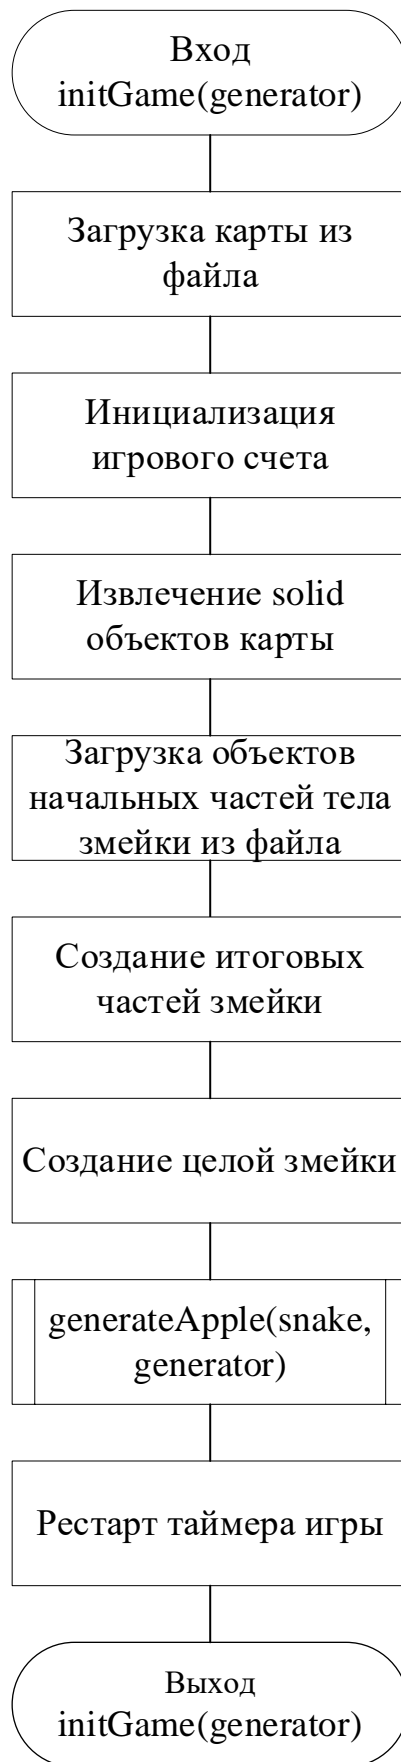 Вход
initGame(generator)
Загрузка карты из
файла
Инициализация
игрового счета
Извлечение solid
объектов карты
Загрузка объектов
начальных частей тела
змейки из файла
Создание итоговых
частей змейки
Создание целой змейки
generateApple(snake,
generator)
Рестарт таймера игры
Выход
initGame(generator)